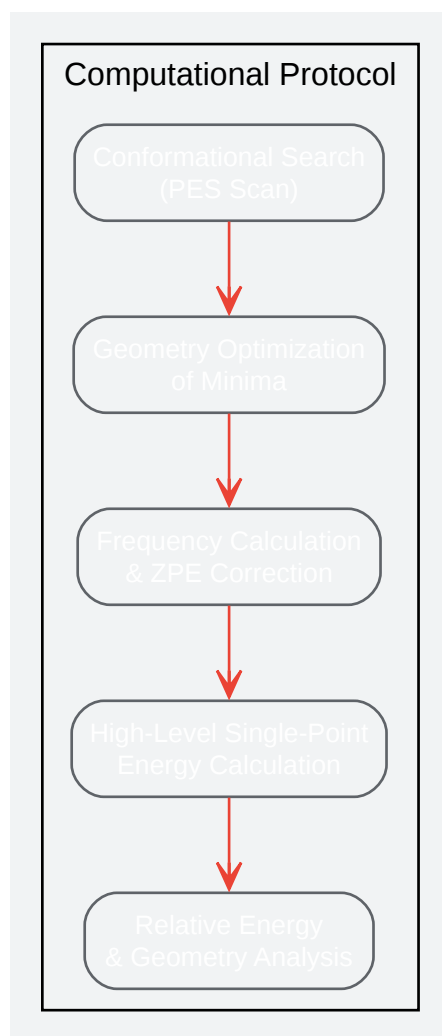 Computational Protocol
Conformational Search
(PES Scan)
Geometry Optimization
of Minima
Frequency Calculation
& ZPE Correction
High-Level Single-Point
Energy Calculation
Relative Energy
& Geometry Analysis